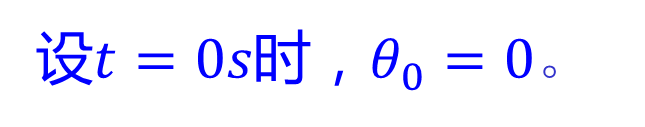 设t = 0s时，θ₀ = 0。